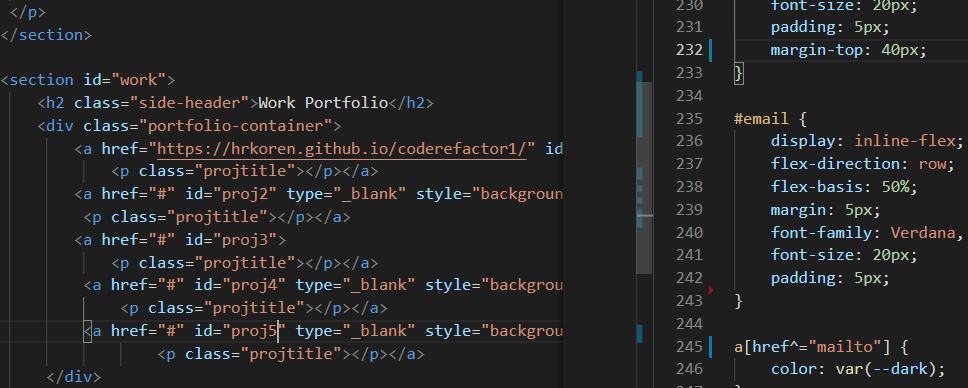 </p>
</section>
<section id="work">
<h2 class="side-header">Work Portfolio</h2>
<div class="portfolio-container">
<a href="https://hrkoren.github.io/coderefactor1/" id
<p class="projtitle"></p></a>
<a href="#" id="proj2" type="_blank" style="background
<p class="projtitle"></p></a>
<a href="#" id="proj3">
<p class="projtitle"></p></a>
<a href="#" id="proj4" type="_blank" style="backgrou
<p class="projtitle"></p></a>
<a href="#" id="proj5" type="_blank" style="backgrou
<p class="projtitle"></p></a>
</div>
230 font-size: 20px;
231 padding: 5px;
232 margin-top: 40px;
233 }
234
235 #email {
236 display: inline-flex;
237 flex-direction: row;
238 flex-basis: 50%;
239 margin: 5px;
240 font-family: Verdana,
241 font-size: 20px;
242 padding: 5px;
243 }
244
245 a[href^="mailto"] {
246 color: var(--dark);
247 }